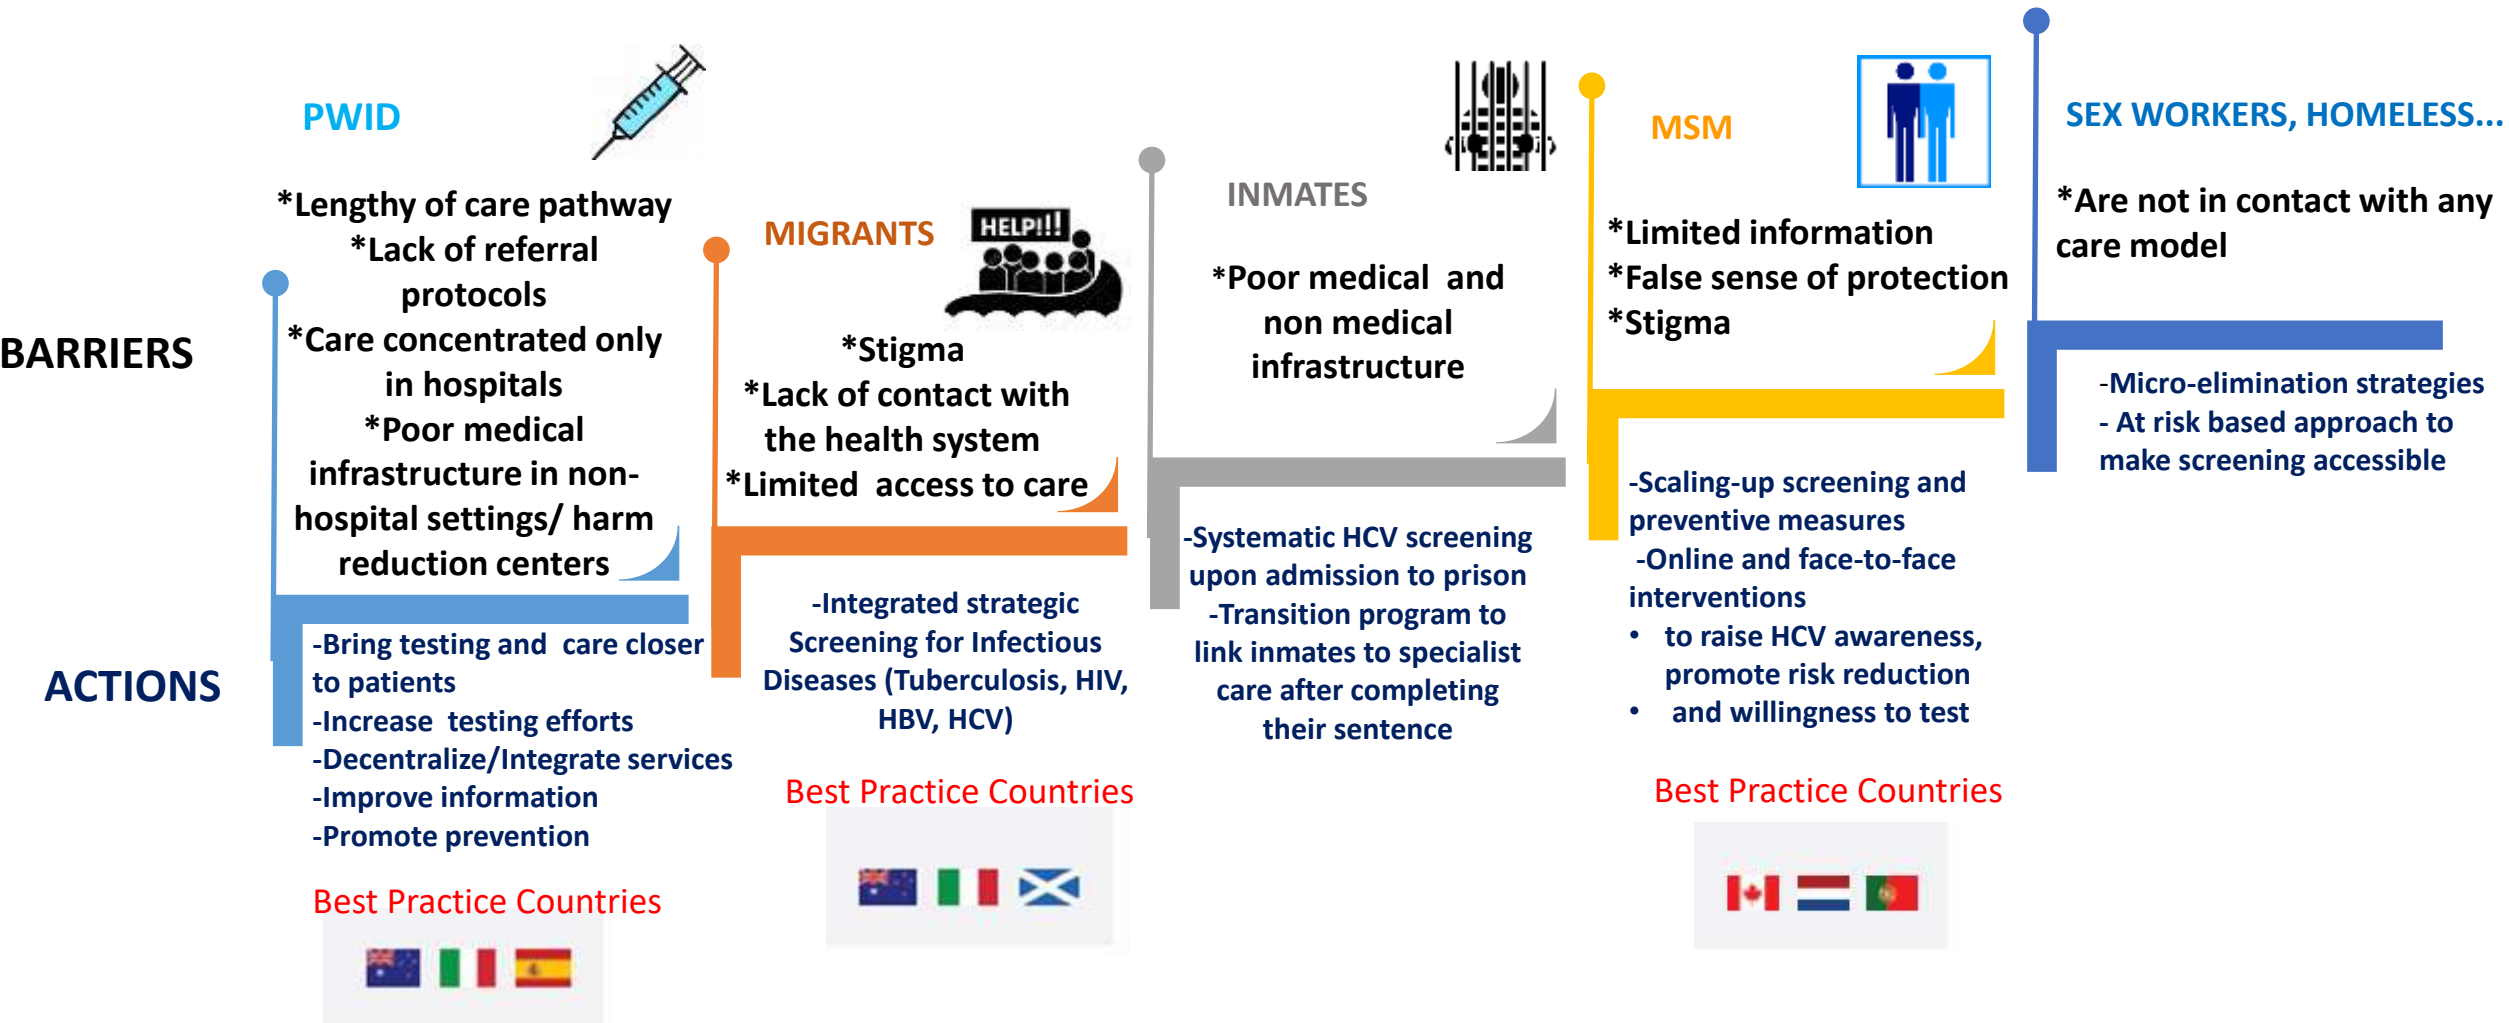 BARRIERS
ACTIONS
PWID
*Lengthy of care pathway
*Lack of referral
protocols
*Care concentrated only
in hospitals
*Poor medical
infrastructure in non-
hospital settings/ harm
reduction centers
-Bring testing and care closer
to patients
-Increase testing efforts
-Decentralize/Integrate services
-Improve information
-Promote prevention
Best Practice Countries
MIGRANTS
HELP!!!
*Stigma
*Lack of contact with
the health system
*Limited access to care
-Integrated strategic
Screening for Infectious
Diseases (Tuberculosis, HIV,
HBV, HCV)
Best Practice Countries
INMATES
*Poor medical and
non medical
infrastructure
-Systematic HCV screening
upon admission to prison
-Transition program to
link inmates to specialist
care after completing
their sentence
MSM
*Limited information
*False sense of protection
*Stigma
-Scaling-up screening and
preventive measures
-Online and face-to-face
interventions
• to raise HCV awareness,
promote risk reduction
• and willingness to test
Best Practice Countries
SEX WORKERS, HOMELESS...
*Are not in contact with any
care model
-Micro-elimination strategies
- At risk based approach to
make screening accessible